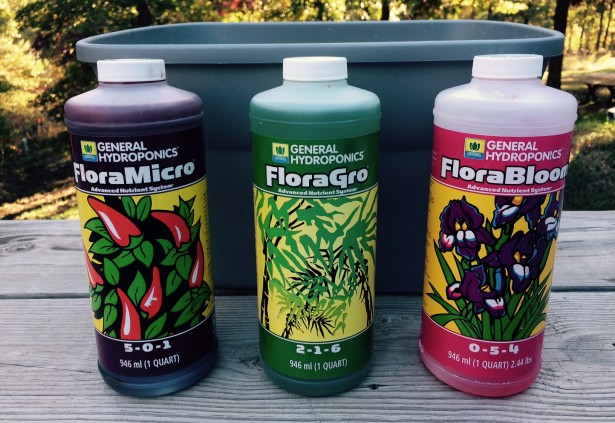 GENERAL
HYDROPONICS
FloraMicro
Advanced Nutrient System
5-0-1
946 ml (1 QUART)
GENERAL
HYDROPONICS
FloraGro
Advanced Nutrient System
2-1-6
946 ml (1 QUART)
GENERAL
HYDROPONICS
FloraBloom
Advanced Nutrient System
0-5-4
946 ml (1 QUART) 2.44 lbs